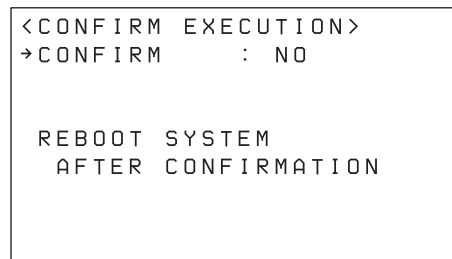 <CONFIRM EXECUTION>
→CONFIRM : NO
REBOOT SYSTEM
AFTER CONFIRMATION